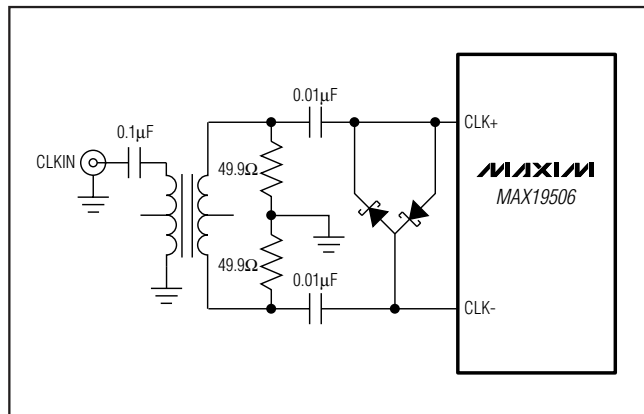 0.01μF
0.1μF
CLK+
CLKIN
49.9Ω
MAXIM
MAX19506
49.9Ω
0.01μF
CLK-